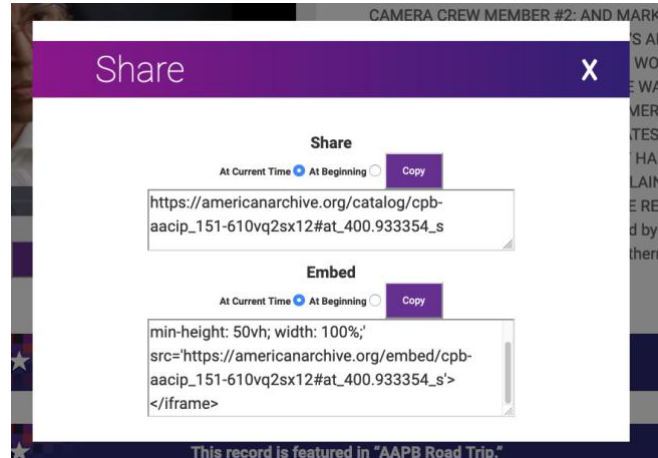 CAMERA CREW MEMBER #2: AND MARK
Share
X
Share
At Current Time At Beginning Copy
https://americanarchive.org/catalog/cpb-
aacip_151-610vq2sx12#at_400.933354_s
Embed
At Current Time At Beginning Copy
min-height: 50vh; width: 100%;'
src='https://americanarchive.org/embed/cpb-
aacip_151-610vq2sx12#at_400.933354_s'>
</iframe>
This record is featured in "AAPB Road Trip."